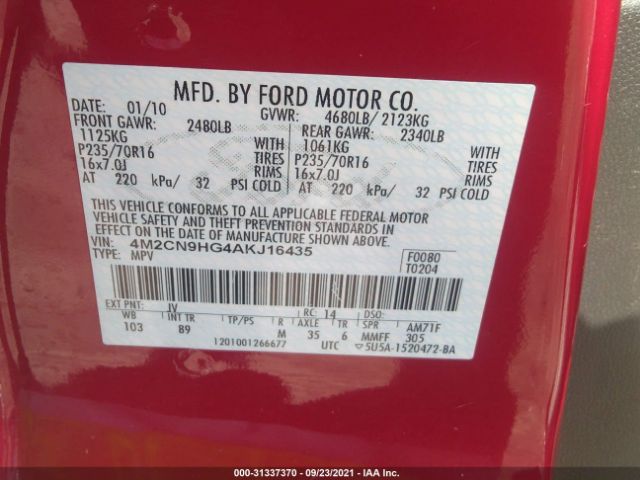 MFD. BY FORD MOTOR CO.
DATE: 01/10 GVWR: 4680LB/ 2123KG
FRONT GAWR: 2480LB REAR GAWR: 2340LB
1125KG WITH 1061KG WITH
P235/70R16 TIRES P235/70R16 TIRES
16x7.0J RIMS 16x7.0J RIMS
AT 220 kPa/ 32 PSI COLD AT 220 kPa/ 32 PSI COLD
THIS VEHICLE CONFORMS TO ALL APPLICABLE FEDERAL MOTOR
VEHICLE SAFETY AND THEFT PREVENTION STANDARDS IN
EFFECT ON THE DATE OF MANUFACTURE SHOWN ABOVE.
VIN: 4M2CN9HG4AKJ16435 F0080
TYPE: MPV T0204
EXT PNT: JV RC: 14 DSO:
WB INT TR TP/PS R AXLE TR SPR AM71F
103 B9 M 35 6 MMFF 305
1201001266677 UTC 5U5A-1520472-BA
000-31337370 - 09/23/2021 - IAA Inc.